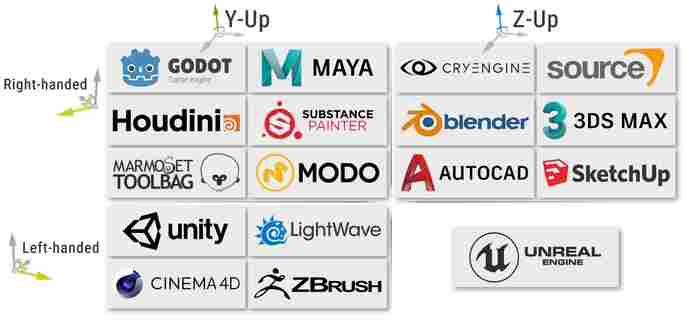 Y-Up
Z-Up
Right-handed
GODOT
Game engine
MAYA
CRYENGINE
source
Houdini
SUBSTANCE
PAINTER
blender
3DS MAX
MARMOSET
TOOLBAG
MODO
AUTOCAD
SketchUp
Left-handed
unity
LightWave
UNREAL
ENGINE
CINEMA 4D
ZBRUSH